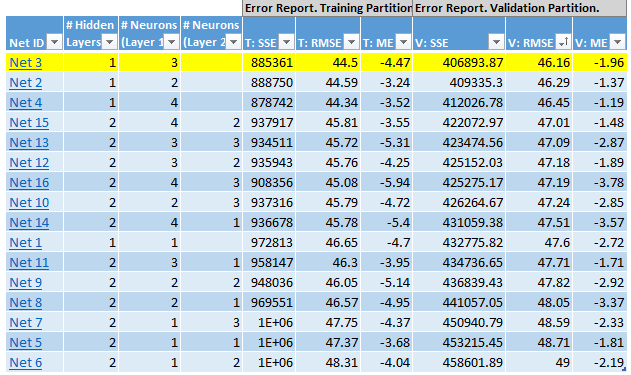 Error Report. Training Partition Error Report. Validation Partition.
# Hidden # Neurons # Neurons
Net ID Layers (Layer 1 (Layer 2 T: SSE T: RMSE T: ME V: SSE V: RMSE V: ME
Net 3 1 3 885361 44.5 -4.47 406893.87 46.16 -1.96
Net 2 1 2 888750 44.59 -3.24 409335.3 46.29 -1.37
Net 4 1 4 878742 44.34 -3.52 412026.78 46.45 -1.19
Net 15 2 4 2 937917 45.81 -3.55 422072.97 47.01 -1.48
Net 13 2 3 3 934511 45.72 -5.31 423474.56 47.09 -2.87
Net 12 2 3 2 935943 45.76 -4.25 425152.03 47.18 -1.89
Net 16 2 4 3 908356 45.08 -5.94 425275.17 47.19 -3.78
Net 10 2 2 3 937316 45.79 -4.72 426264.67 47.24 -2.85
Net 14 2 4 1 936678 45.78 -5.4 431059.38 47.51 -3.57
Net 1 1 1 972813 46.65 -4.7 432775.82 47.6 -2.72
Net 11 2 3 1 958147 46.3 -3.95 434736.65 47.71 -1.71
Net 9 2 2 2 948036 46.05 -5.14 436839.43 47.82 -2.92
Net 8 2 2 1 969551 46.57 -4.95 441057.05 48.05 -3.37
Net 7 2 1 3 1E+06 47.75 -4.37 450940.79 48.59 -2.33
Net 5 2 1 1 1E+06 47.37 -3.68 453215.45 48.71 -1.81
Net 6 2 1 2 1E+06 48.31 -4.04 458601.89 49 -2.19